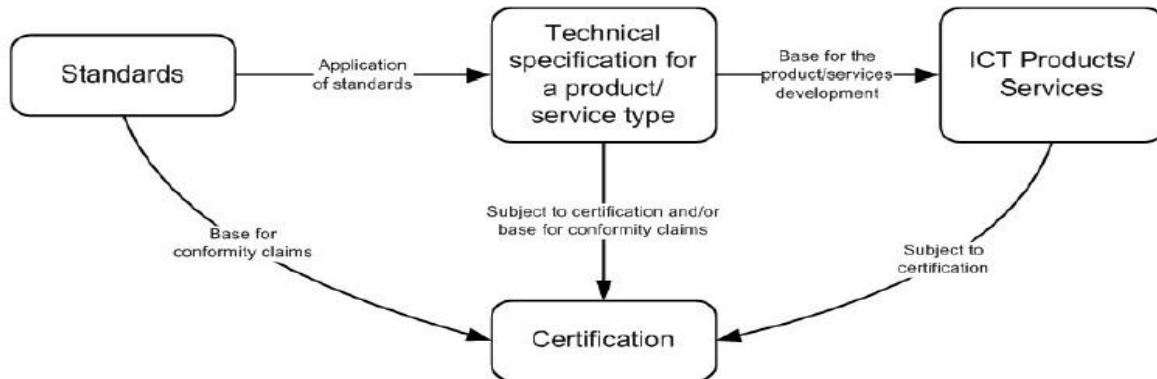 Standards
Application
of standards
Technical
specification for
a product/
service type
Base for the
product/services
development
ICT Products/
Services
Base for
conformity claims
Subject to certification and/or
base for conformity claims
Subject to
certification
Certification